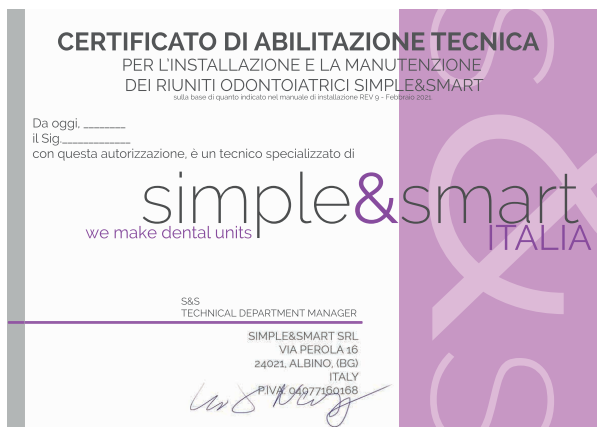 CERTIFICATO DI ABILITAZIONE TECNICA
PER L'INSTALLAZIONE E LA MANUTENZIONE
DEI RIUNITI ODONTOIATRICI SIMPLE&SMART
sulla base di quanto indicato nel manuale di installazione REV 9 - Febbraio 2021
Da oggi, ________
il Sig._____________
con questa autorizzazione, è un tecnico specializzato di
simple&smart
we make dental units
ITALIA
S&S
TECHNICAL DEPARTMENT MANAGER
SIMPLE&SMART SRL
VIA PEROLA 16
24021, ALBINO, (BG)
ITALY
P.IVA: 04077160168
S&S